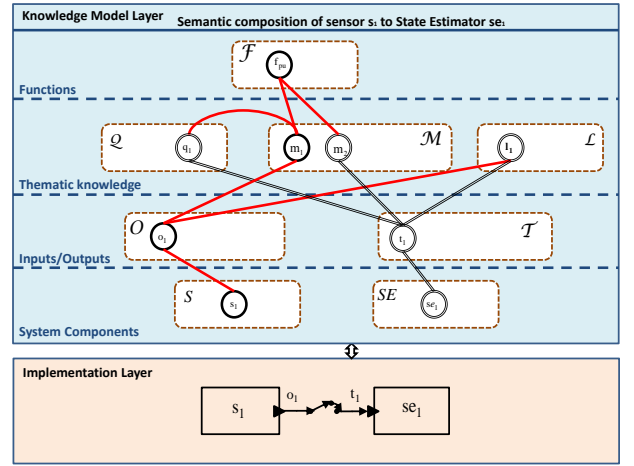 Knowledge Model Layer Semantic composition of sensor s₁ to State Estimator se₁
ℱ
fpu
Functions
𝒬 ℳ ℒ
q₁ m₁ m₂ l₁
Thematic knowledge
O 𝒯
o₁ t₁
Inputs/Outputs
S SE
s₁ se₁
System Components
Implementation Layer
o₁ t₁
s₁ se₁